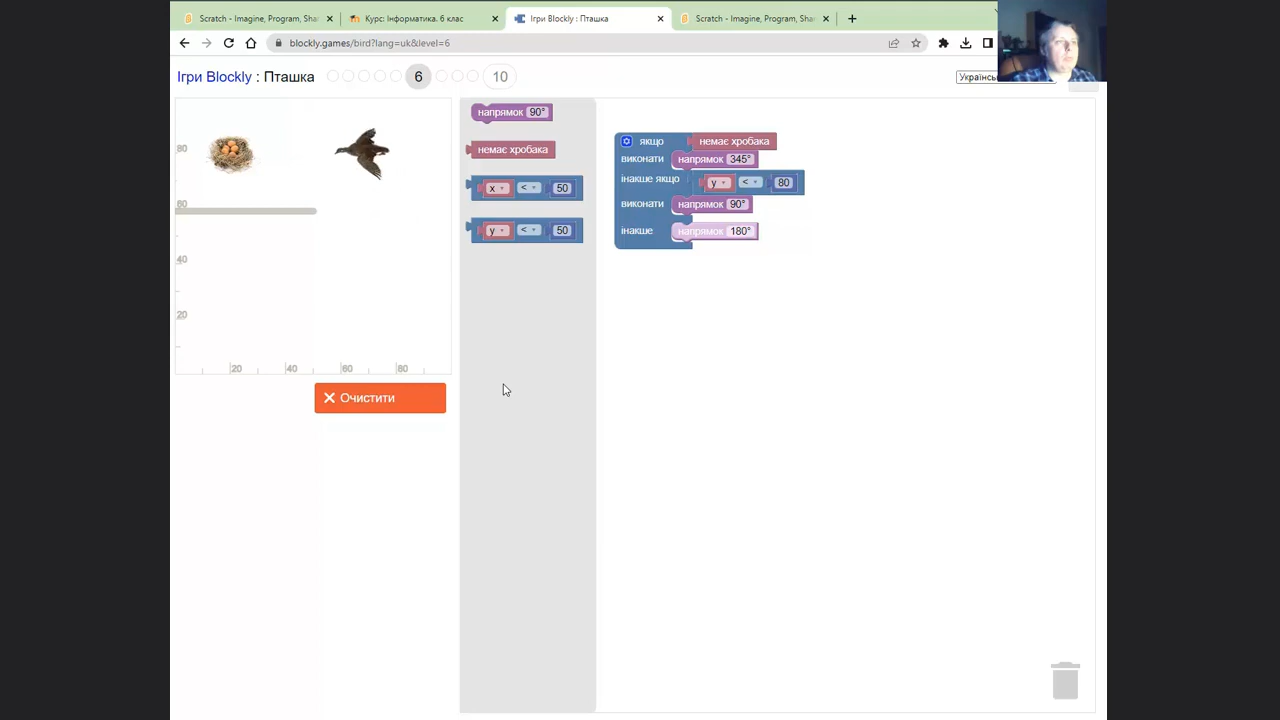 Scratch - Imagine, Program, Sha
Курс: Інформатика. 6 клас
Ігри Blockly : Пташка
Scratch - Imagine, Program, Sha
blockly.games/bird?lang=uk&level=6
Ігри Blockly : Пташка
6
10
напрямок 90°
якщо немає хробака
немає хробака
виконати напрямок 345°
інакше якщо y < 80
x < 50
виконати напрямок 90°
y < 50
інакше напрямок 180°
80
60
40
20
20 40 60 80
Очистити